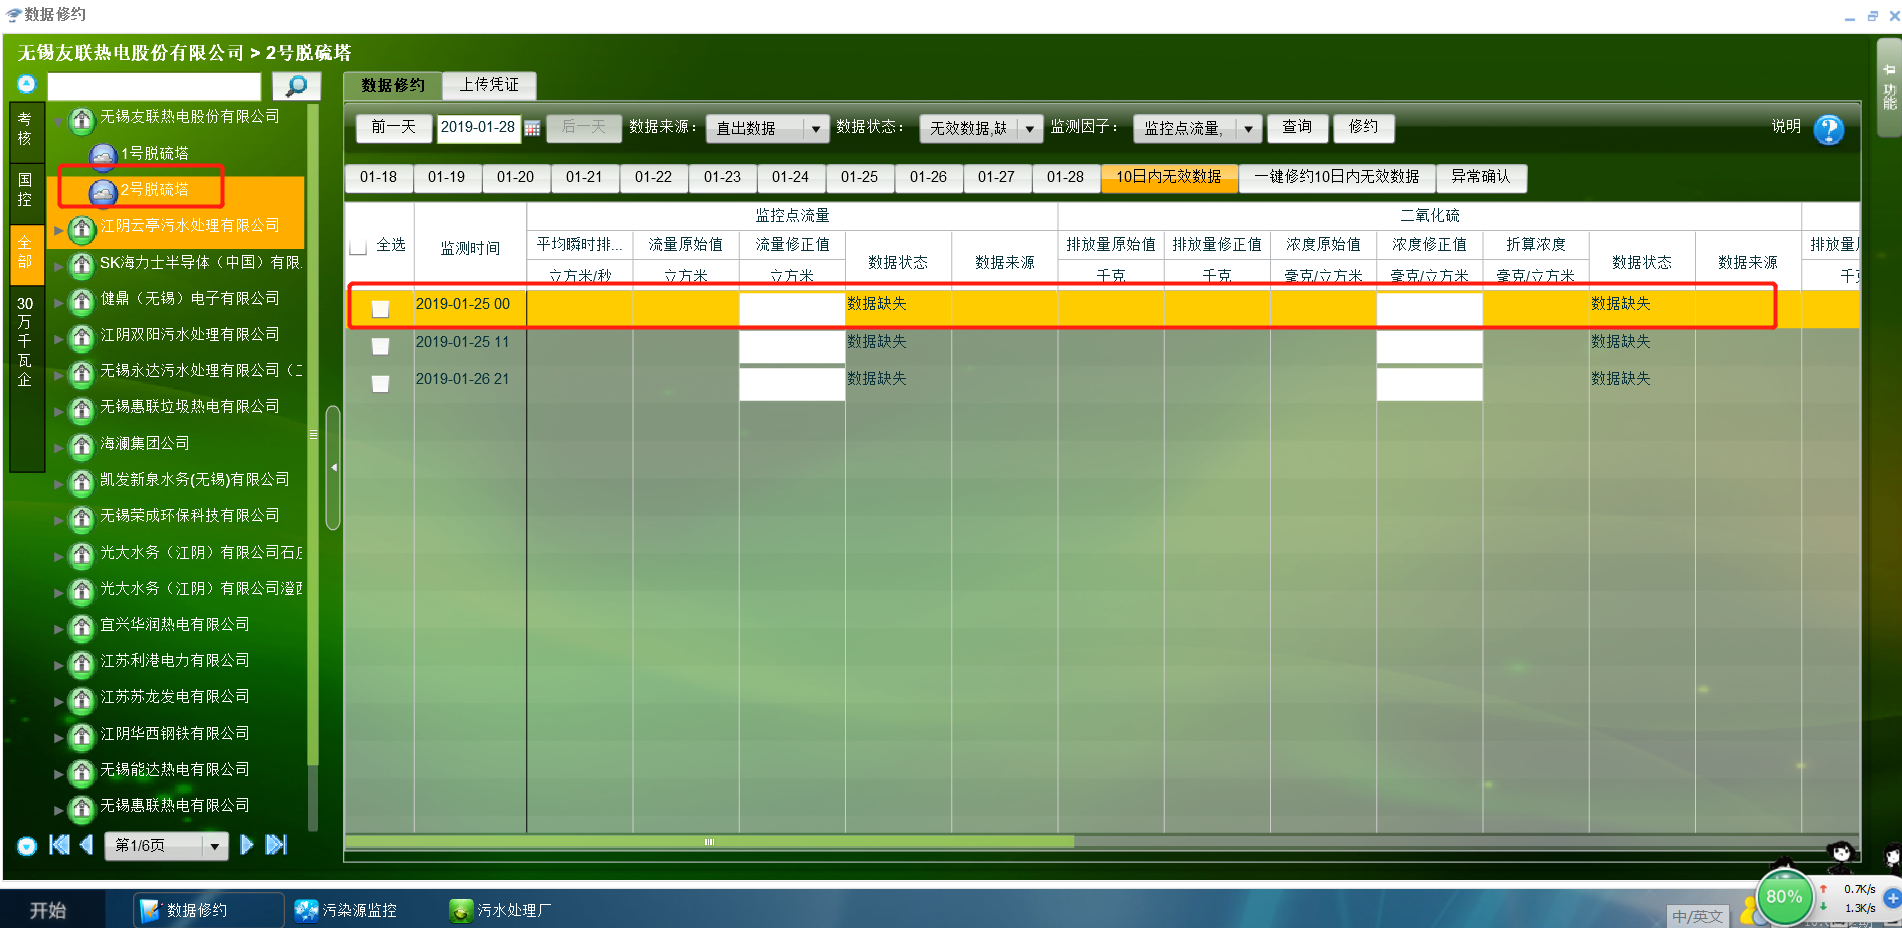 数据修约
无锡友联热电股份有限公司 > 2号脱硫塔
考核
国控
全部
30万千瓦企
无锡友联热电股份有限公司
1号脱硫塔
2号脱硫塔
江阴云亭污水处理有限公司
SK海力士半导体（中国）有限
健鼎（无锡）电子有限公司
江阴双阳污水处理有限公司
无锡永达污水处理有限公司（
无锡惠联垃圾热电有限公司
海澜集团公司
凯发新泉水务(无锡)有限公司
无锡荣成环保科技有限公司
光大水务（江阴）有限公司石
光大水务（江阴）有限公司澄
宜兴华润热电有限公司
江苏利港电力有限公司
江苏苏龙发电有限公司
江阴华西钢铁有限公司
无锡能达热电有限公司
无锡惠联热电有限公司
第1/6页
数据修约 上传凭证
前一天 2019-01-28 后一天 数据来源： 直出数据 数据状态： 无效数据,缺 监测因子： 监控点流量, 查询 修约 说明
功能
01-18 01-19 01-20 01-21 01-22 01-23 01-24 01-25 01-26 01-27 01-28 10日内无效数据 一键修约10日内无效数据 异常确认
监控点流量 二氧化硫
全选 监测时间 平均瞬时排... 流量原始值 流量修正值 数据状态 数据来源 排放量原始值 排放量修正值 浓度原始值 浓度修正值 折算浓度 数据状态 数据来源 排放量
立方米/秒 立方米 立方米 千克 千克 毫克/立方米 毫克/立方米 毫克/立方米 千
2019-01-25 00 数据缺失 数据缺失
2019-01-25 11 数据缺失 数据缺失
2019-01-26 21 数据缺失 数据缺失
开始 数据修约 污染源监控 污水处理厂
中/英文
80%
0.7K/s
1.3K/s